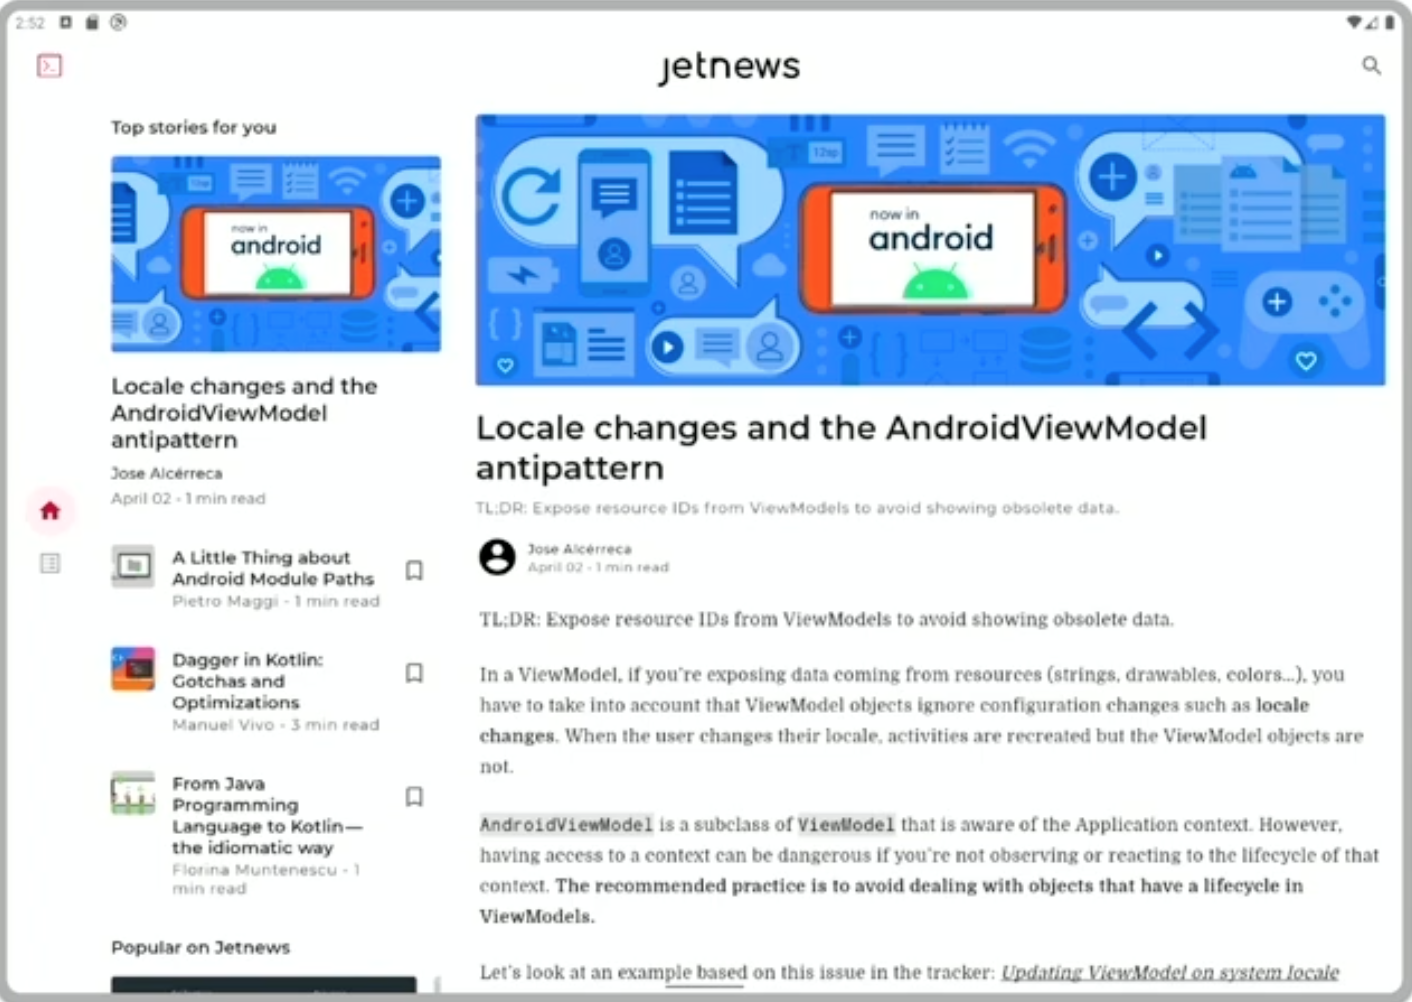 2:52
jetnews
Top stories for you
12sp
now in
android
Locale changes and the
AndroidViewModel
antipattern
Jose Alcérreca
April 02 - 1 min read
A Little Thing about
Android Module Paths
Pietro Maggi - 1 min read
Dagger in Kotlin:
Gotchas and
Optimizations
Manuel Vivo - 3 min read
From Java
Programming
Language to Kotlin—
the idiomatic way
Florina Muntenescu - 1
min read
Popular on Jetnews
T 12sp
now in
android
Locale changes and the AndroidViewModel
antipattern
TL;DR: Expose resource IDs from ViewModels to avoid showing obsolete data.
Jose Alcérreca
April 02 - 1 min read
TL;DR: Expose resource IDs from ViewModels to avoid showing obsolete data.
In a ViewModel, if you're exposing data coming from resources (strings, drawables, colors…), you
have to take into account that ViewModel objects ignore configuration changes such as locale
changes. When the user changes their locale, activities are recreated but the ViewModel objects are
not.
AndroidViewModel is a subclass of ViewModel that is aware of the Application context. However,
having access to a context can be dangerous if you're not observing or reacting to the lifecycle of that
context. The recommended practice is to avoid dealing with objects that have a lifecycle in
ViewModels.
Let's look at an example based on this issue in the tracker: Updating ViewModel on system locale